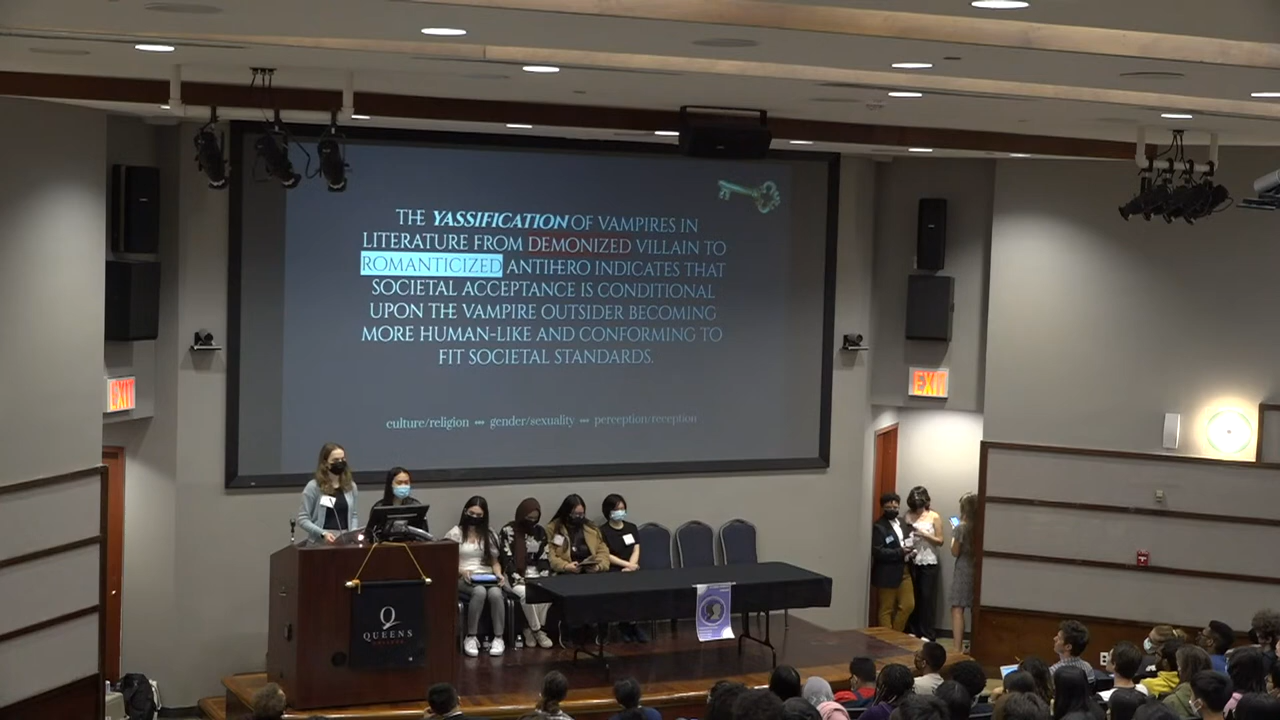 THE YASSIFICATION OF VAMPIRES IN
LITERATURE FROM DEMONIZED VILLAIN TO
ROMANTICIZED ANTIHERO INDICATES THAT
SOCIETAL ACCEPTANCE IS CONDITIONAL
UPON THE VAMPIRE OUTSIDER BECOMING
MORE HUMAN-LIKE AND CONFORMING TO
FIT SOCIETAL STANDARDS.
culture/religion ••• gender/sexuality ••• perception/reception
EXIT
EXIT
Q
QUEENS